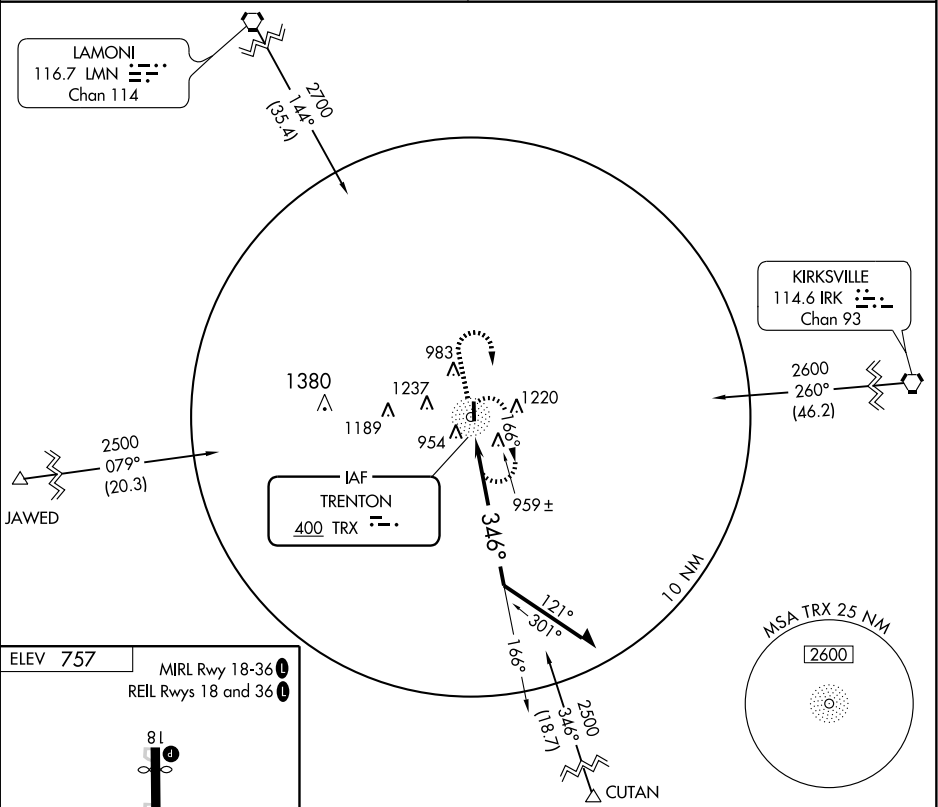 LAMONI
116.7 LMN
Chan 114
2700
144°
(35.4)
KIRKSVILLE
114.6 IRK
Chan 93
2600
260°
(46.2)
983
1380
1237
1220
1189
954
166°
959 ±
2500
079°
(20.3)
JAWED
IAF
TRENTON
400 TRX
346°
10 NM
121°
301°
166°
(18.7)
2500
346°
CUTAN
MSA TRX 25 NM
2600
ELEV 757
MIRL Rwy 18-36 L
REIL Rwys 18 and 36 L
18
P